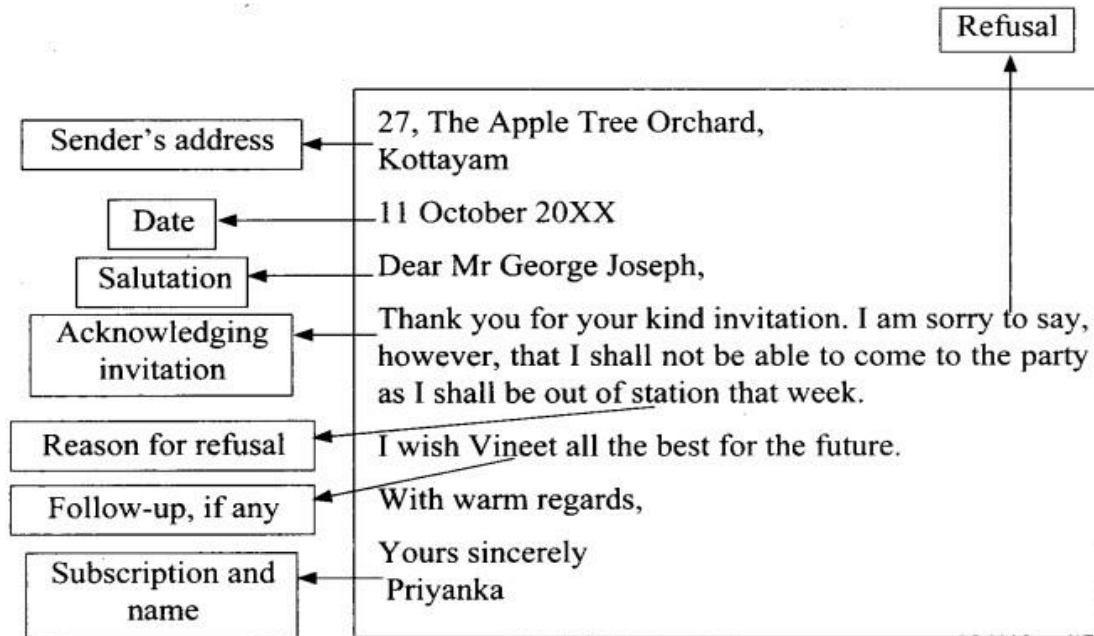 Refusal
Sender's address
27, The Apple Tree Orchard,
Kottayam
Date
11 October 20XX
Salutation
Dear Mr George Joseph,
Acknowledging
invitation
Thank you for your kind invitation. I am sorry to say,
however, that I shall not be able to come to the party
as I shall be out of station that week.
Reason for refusal
I wish Vineet all the best for the future.
Follow-up, if any
With warm regards,
Subscription and
name
Yours sincerely
Priyanka